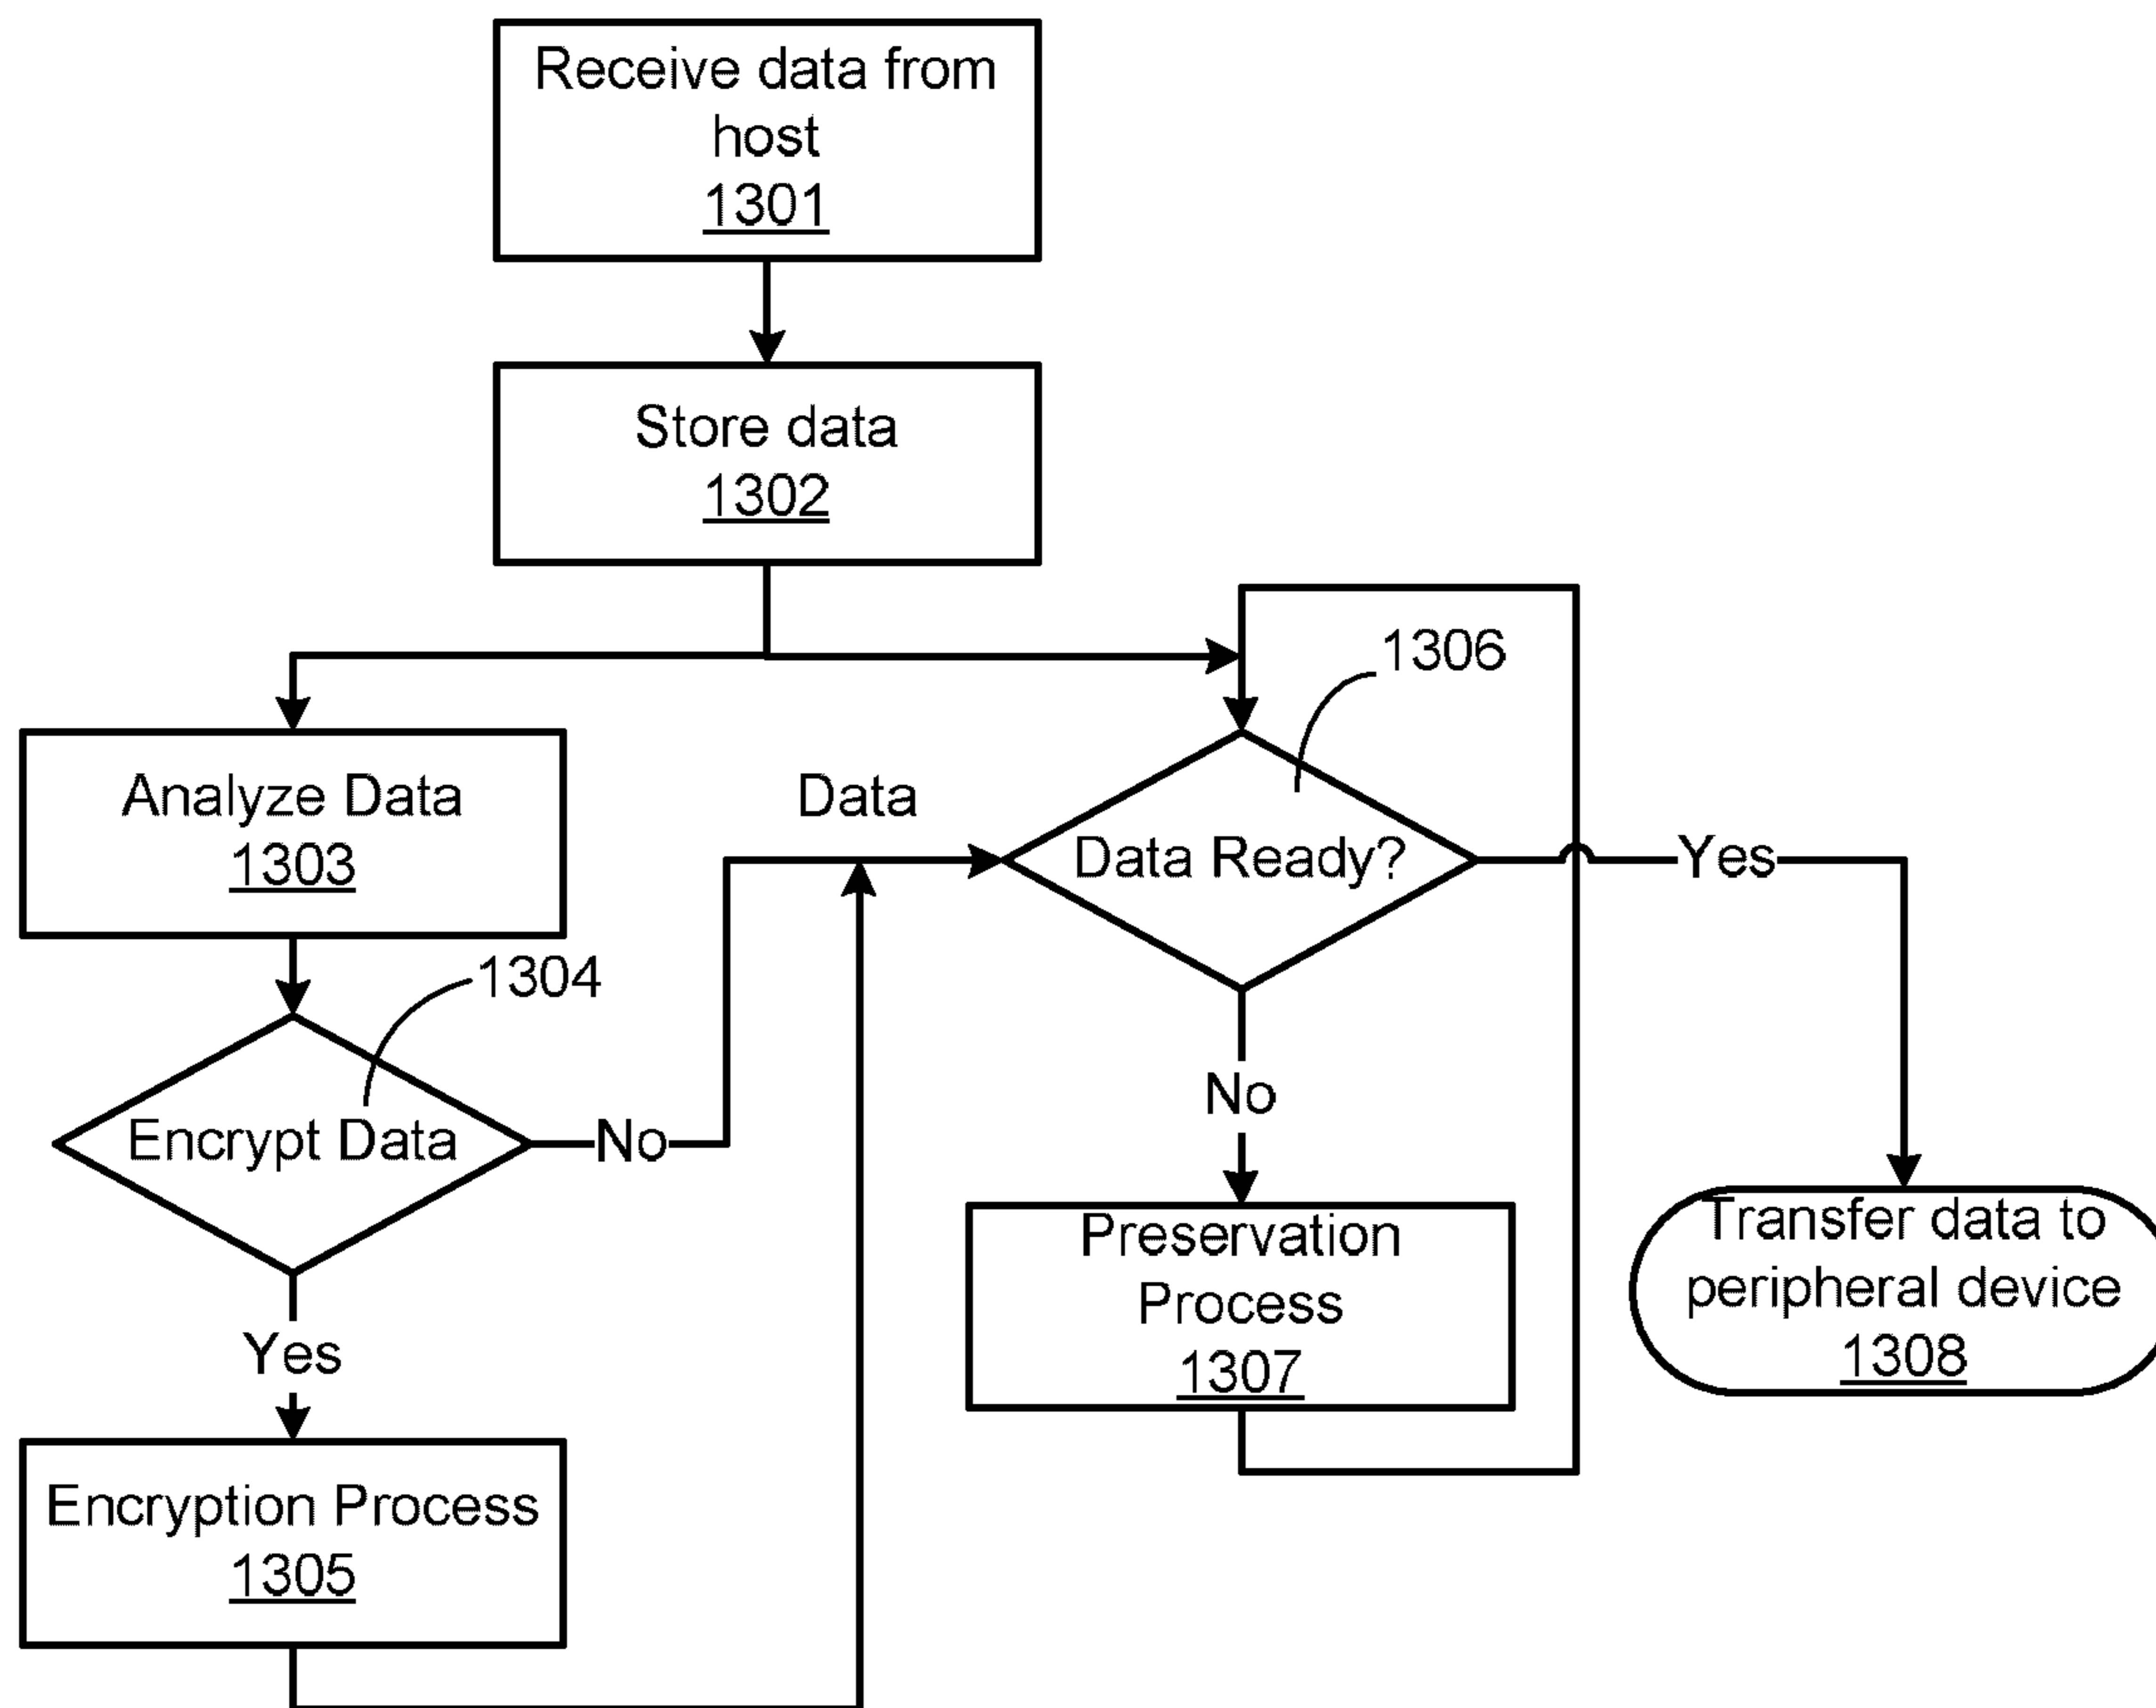 Receive data from
host
1301
Store data
1302
1306
Analyze Data
1303
Data
Data Ready?
Yes
1304
Encrypt Data
No
No
Preservation
Process
1307
Transfer data to
peripheral device
1308
Yes
Encryption Process
1305